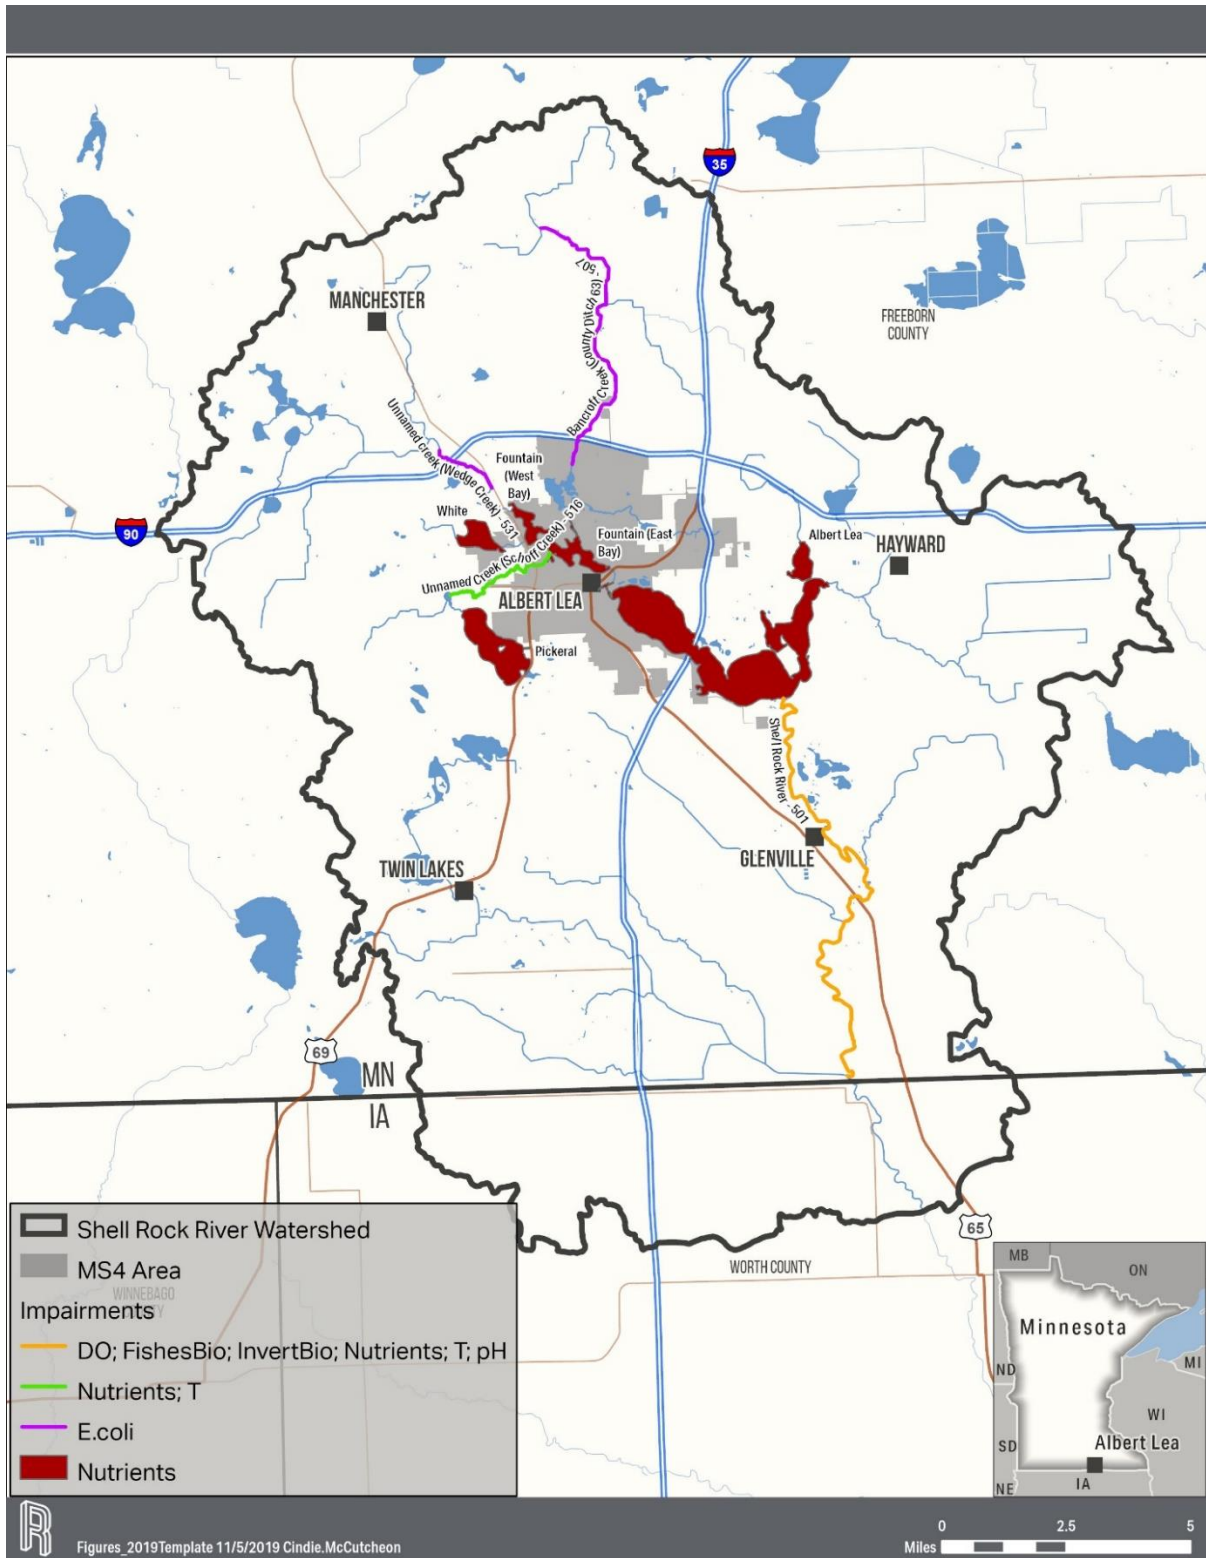 35
MANCHESTER
FREEBORN
COUNTY
Bancroft Creek (County Ditch 63) - 507
Unnamed creek (Wedge Creek) - 531
Fountain
(West
Bay)
White
90
Unnamed Creek (Schoff Creek) - 516
Fountain (East
Bay)
Albert Lea
HAYWARD
ALBERT LEA
Pickeral
Shell Rock River - 501
GLENVILLE
TWIN LAKES
69
MN
IA
65
WORTH COUNTY
WINNEBAGO
Shell Rock River Watershed
MS4 Area
Impairments
DO; FishesBio; InvertBio; Nutrients; T; pH
Nutrients; T
E.coli
Nutrients
MB
ON
Minnesota
ND
MI
WI
SD
Albert Lea
NE
IA
R
Figures_2019Template 11/5/2019 Cindie.McCutcheon
0 2.5 5
Miles